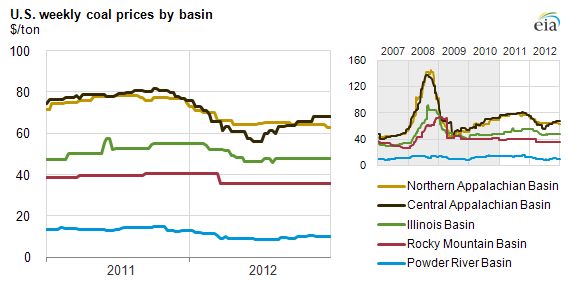 U.S. weekly coal prices by basin
$/ton
eia
100
80
60
40
20
0
2011
2012
2007 2008 2009 2010 2011 2012
160
120
80
40
0
Northern Appalachian Basin
Central Appalachian Basin
Illinois Basin
Rocky Mountain Basin
Powder River Basin